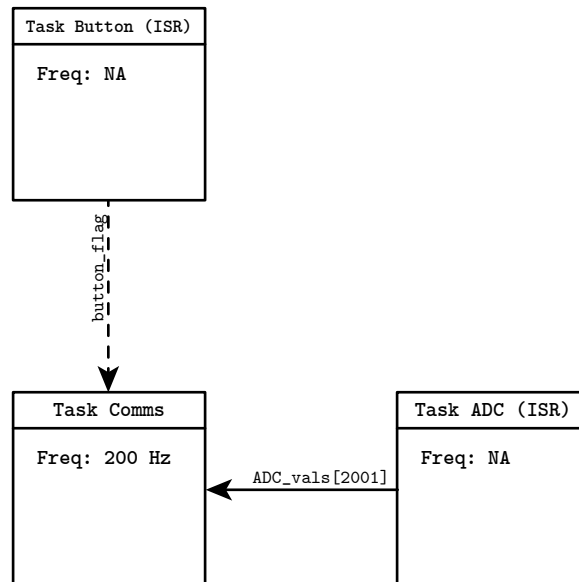 Task Button (ISR)
Freq: NA
button_flag
Task Comms
Freq: 200 Hz
ADC_vals[2001]
Task ADC (ISR)
Freq: NA